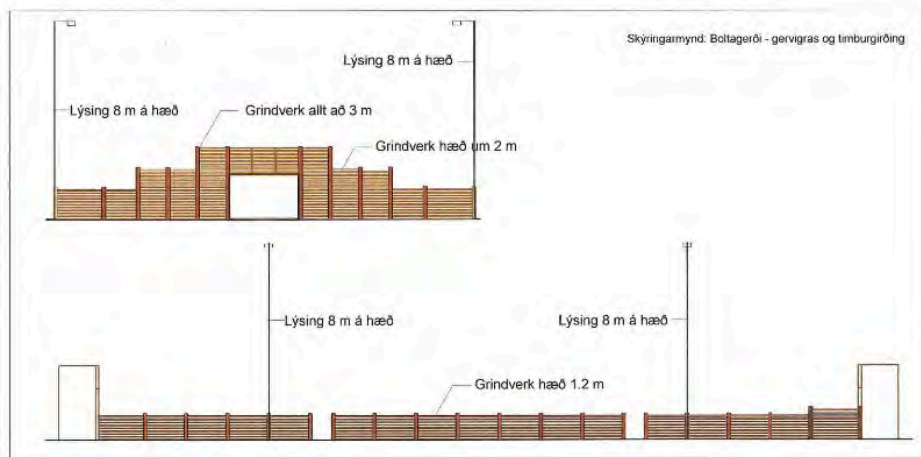 Skýringarmynd: Boltagerði - gervigras og timburgirðing
Lýsing 8 m á hæð
Lýsing 8 m á hæð
Grindverk allt að 3 m
Grindverk hæð um 2 m
Lýsing 8 m á hæð
Lýsing 8 m á hæð
Grindverk hæð 1.2 m